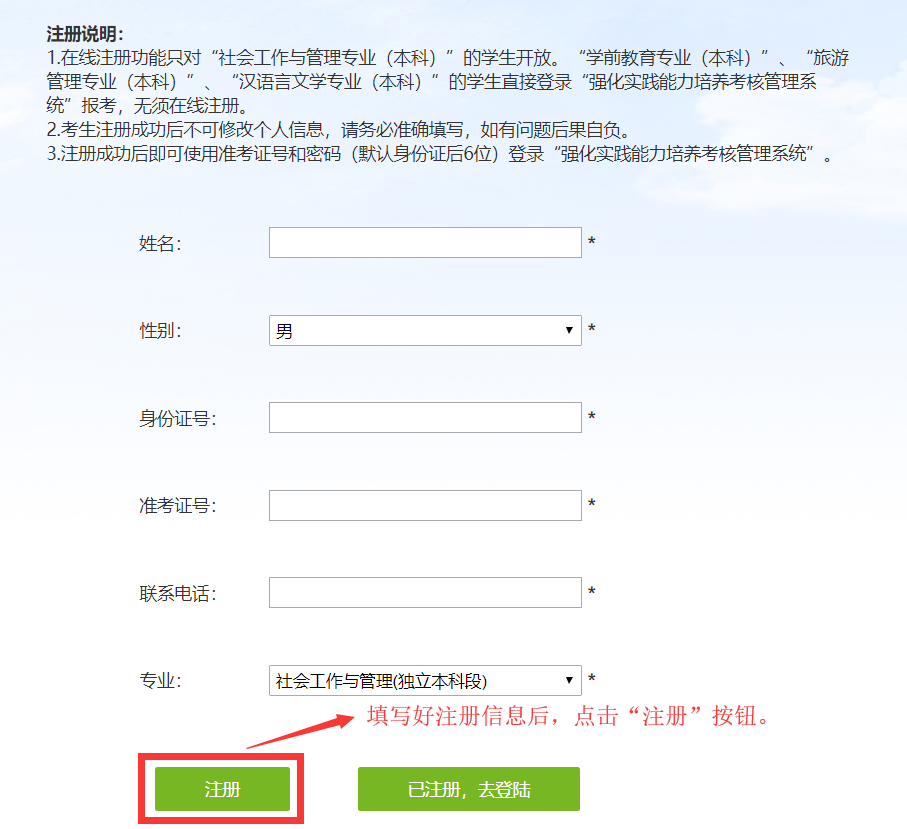 注册说明：
1.在线注册功能只对“社会工作与管理专业（本科）”的学生开放。“学前教育专业（本科）”、“旅游
管理专业（本科）”、“汉语言文学专业（本科）”的学生直接登录“强化实践能力培养考核管理系
统”报考，无须在线注册。
2.考生注册成功后不可修改个人信息，请务必准确填写，如有问题后果自负。
3.注册成功后即可使用准考证号和密码（默认身份证后6位）登录“强化实践能力培养考核管理系统”。
姓名： *
性别： 男 *
身份证号： *
准考证号： *
联系电话： *
专业： 社会工作与管理(独立本科段) *
填写好注册信息后，点击“注册”按钮。
注册 已注册，去登陆